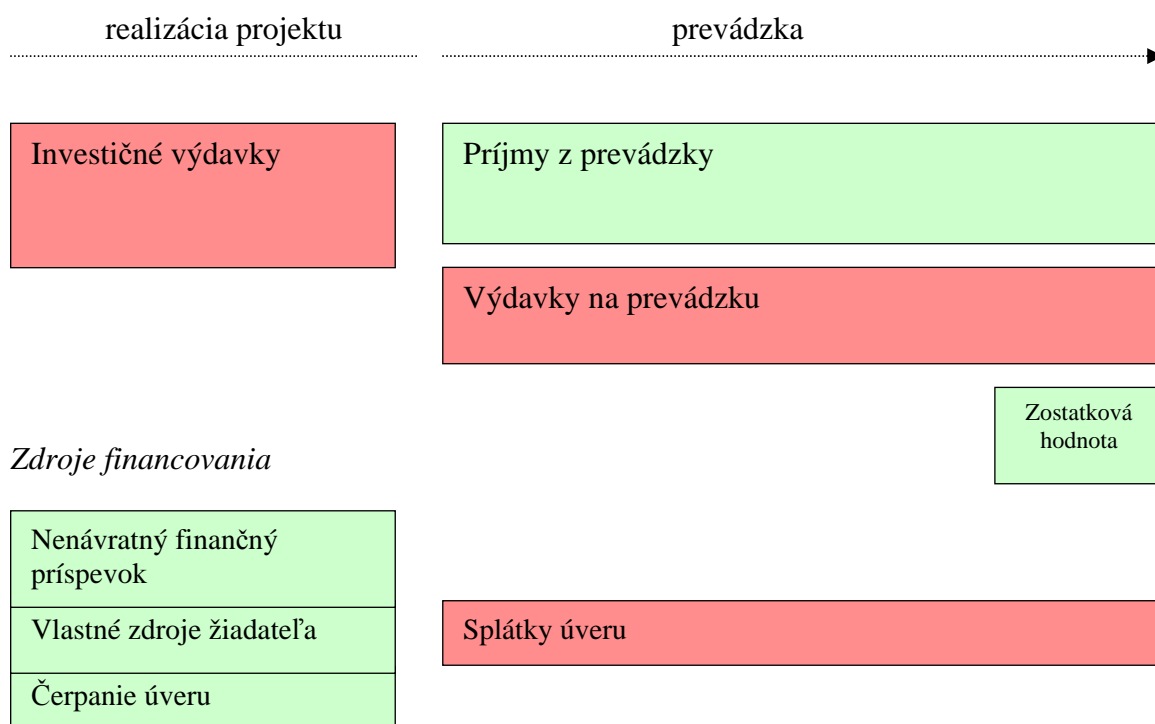 realizácia projektu
prevádzka
Investičné výdavky
Príjmy z prevádzky
Výdavky na prevádzku
Zostatková
hodnota
Zdroje financovania
Nenávratný finančný
príspevok
Vlastné zdroje žiadateľa
Splátky úveru
Čerpanie úveru